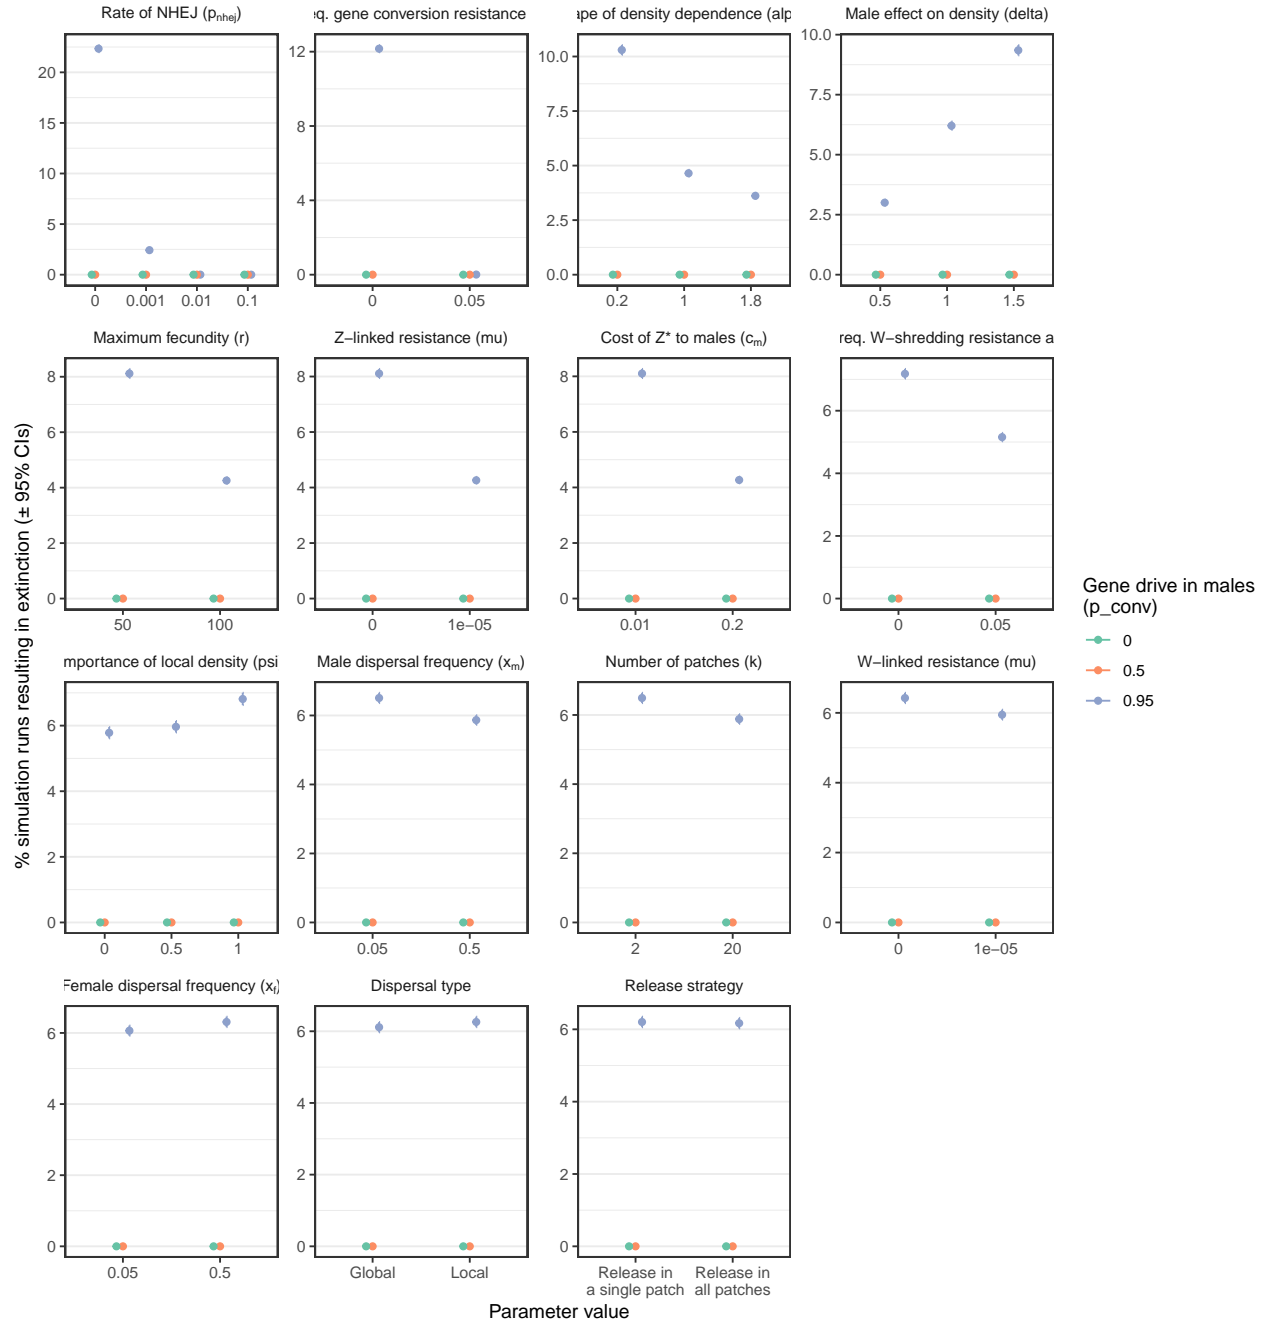 Rate of NHEJ (pnhej)
eq. gene conversion resistance
ape of density dependence (alp
Male effect on density (delta)
20
15
10
5
0
0 0.001 0.01 0.1
12
8
4
0
0 0.05
10.0
7.5
5.0
2.5
0.0
0.2 1 1.8
10.0
7.5
5.0
2.5
0.0
0.5 1 1.5
Maximum fecundity (r)
Z−linked resistance (mu)
Cost of Z* to males (cm)
req. W−shredding resistance a
8
6
4
2
0
50 100
8
6
4
2
0
0 1e−05
8
6
4
2
0
0.01 0.2
6
4
2
0
0 0.05
% simulation runs resulting in extinction (± 95% CIs)
mportance of local density (psi
Male dispersal frequency (xm)
Number of patches (k)
W−linked resistance (mu)
6
4
2
0
0 0.5 1
6
4
2
0
0.05 0.5
6
4
2
0
2 20
6
4
2
0
0 1e−05
Gene drive in males
(p_conv)
0
0.5
0.95
Female dispersal frequency (xf)
Dispersal type
Release strategy
6
4
2
0
0.05 0.5
6
4
2
0
Global Local
6
4
2
0
Release in Release in
a single patch all patches
Parameter value